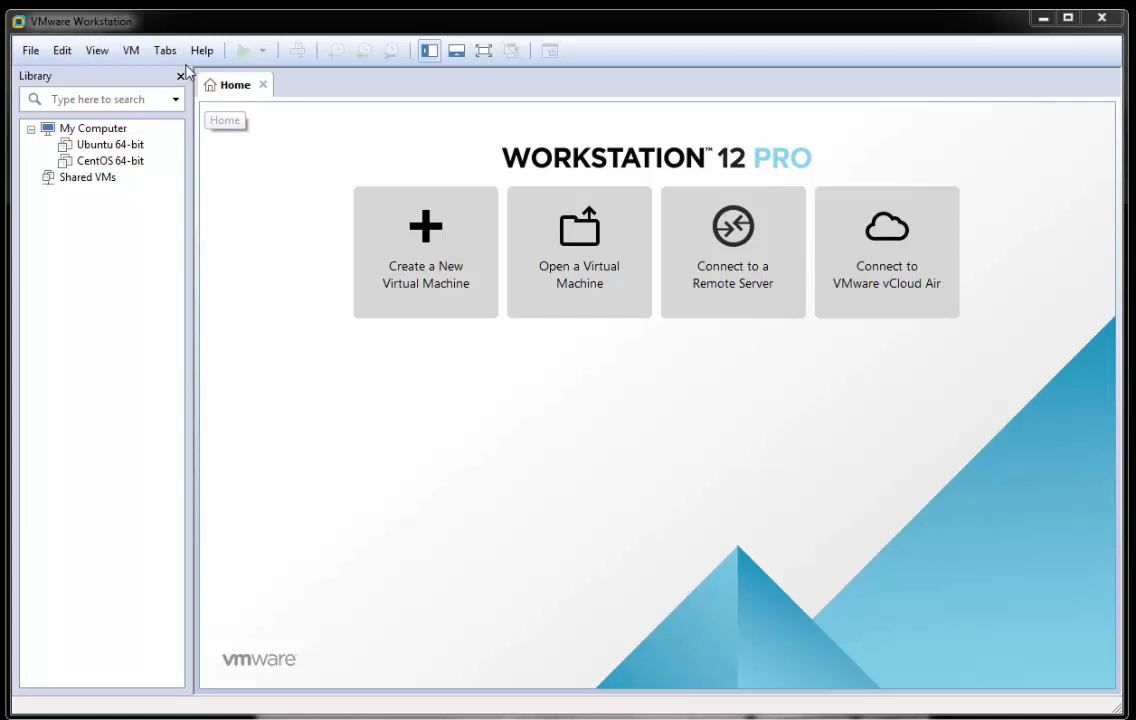 VMware Workstation
File Edit View VM Tabs Help
Library
Home
Type here to search
Home
My Computer
Ubuntu 64-bit
CentOS 64-bit
Shared VMs
WORKSTATION™ 12 PRO
Create a New
Virtual Machine
Open a Virtual
Machine
Connect to a
Remote Server
Connect to
VMware vCloud Air
vmware